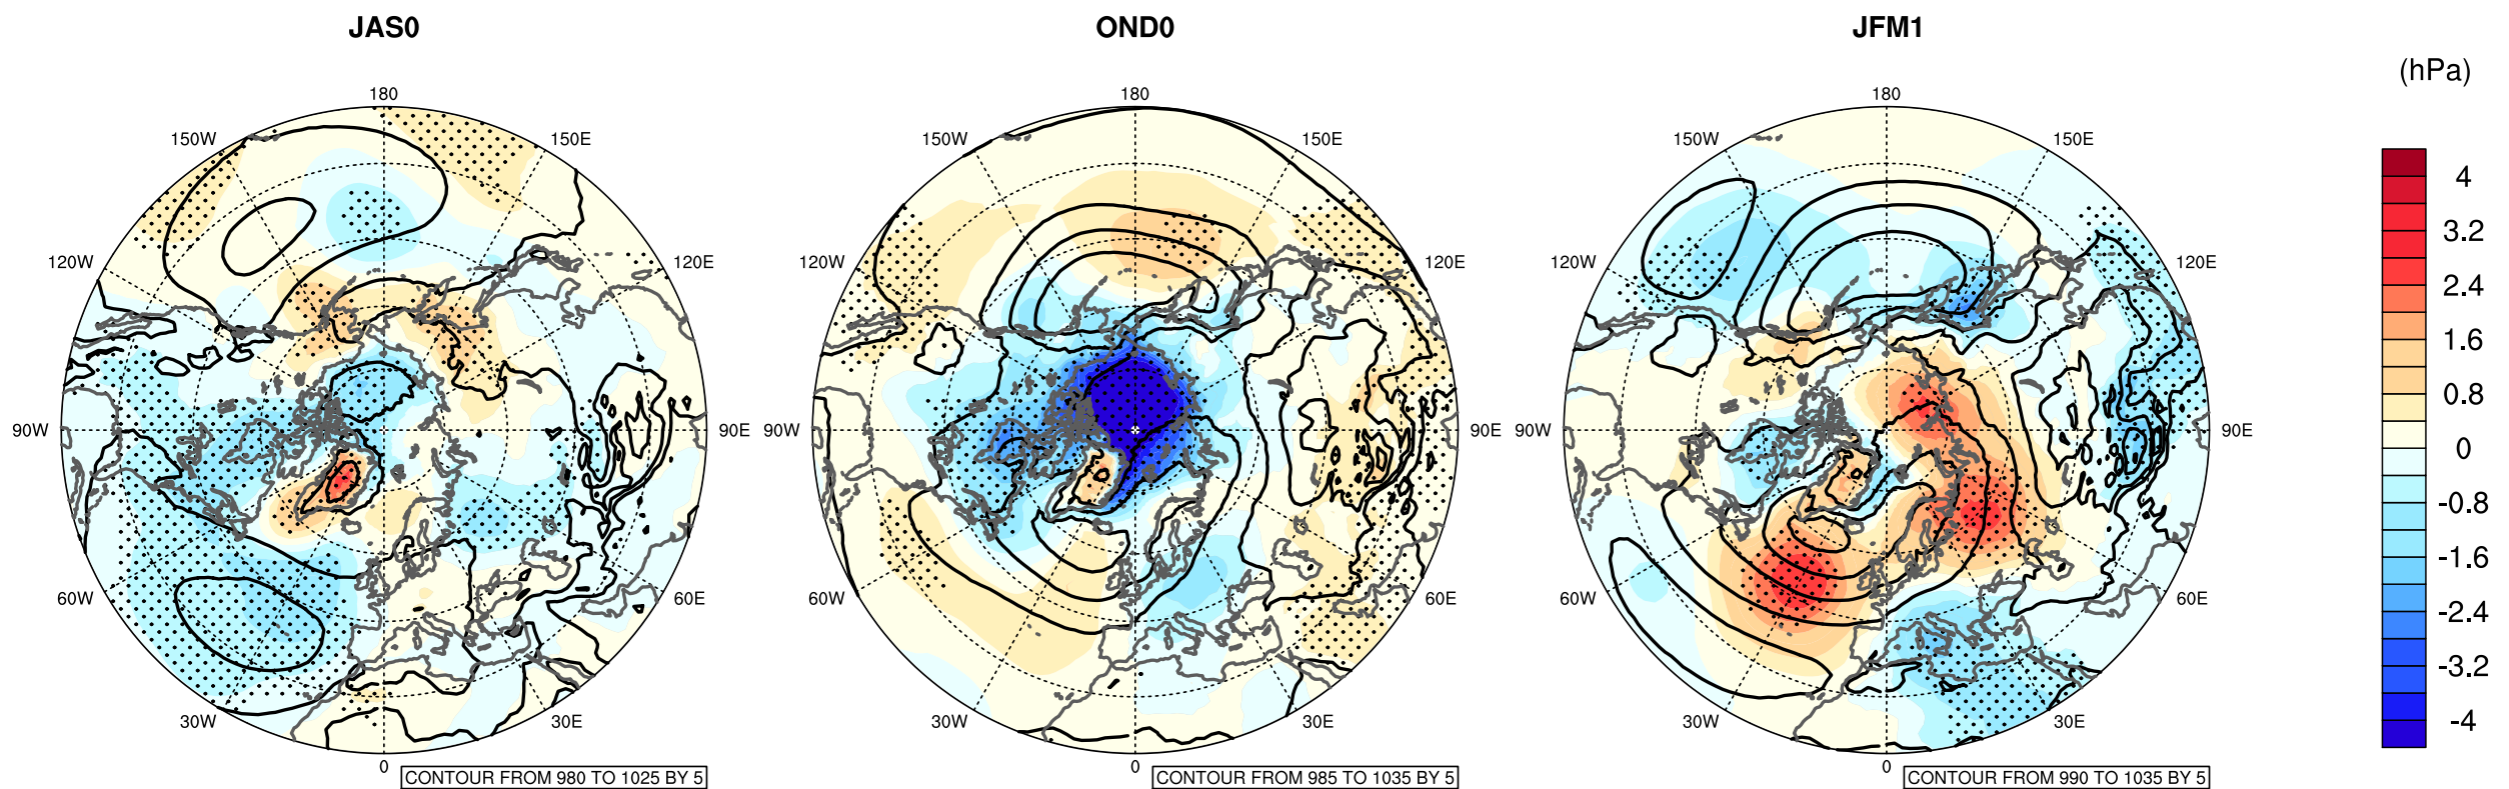 JAS0
OND0
JFM1
(hPa)
180
150W
150E
120W
120E
90W
90E
60W
60E
30W
30E
0
CONTOUR FROM 980 TO 1025 BY 5
180
150W
150E
120W
120E
90W
90E
60W
60E
30W
30E
0
CONTOUR FROM 985 TO 1035 BY 5
180
150W
150E
120W
120E
90W
90E
60W
60E
30W
30E
0
CONTOUR FROM 990 TO 1035 BY 5
4
3.2
2.4
1.6
0.8
0
-0.8
-1.6
-2.4
-3.2
-4